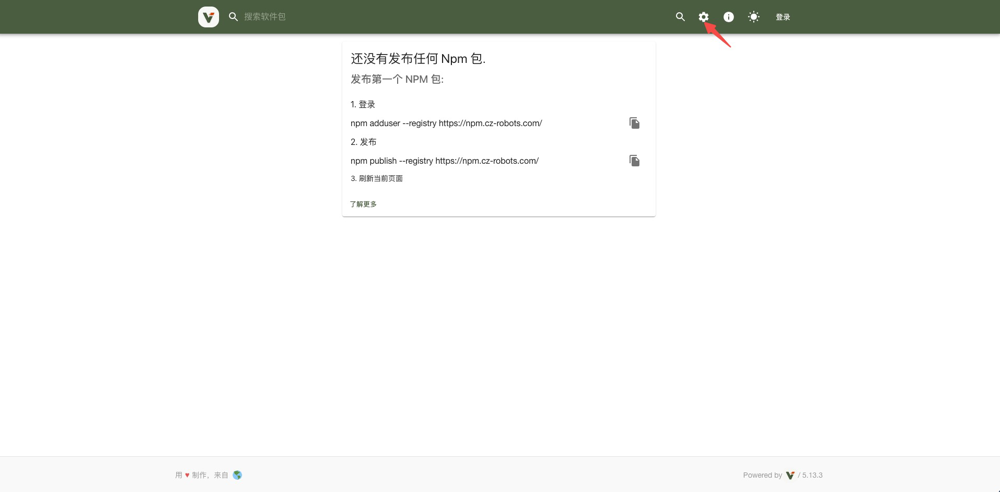 搜索软件包
登录
还没有发布任何 Npm 包.
发布第一个 NPM 包:
1. 登录
npm adduser --registry https://npm.cz-robots.com/
2. 发布
npm publish --registry https://npm.cz-robots.com/
3. 刷新当前页面
了解更多
用 ♥ 制作，来自 🌎
Powered by / 5.13.3